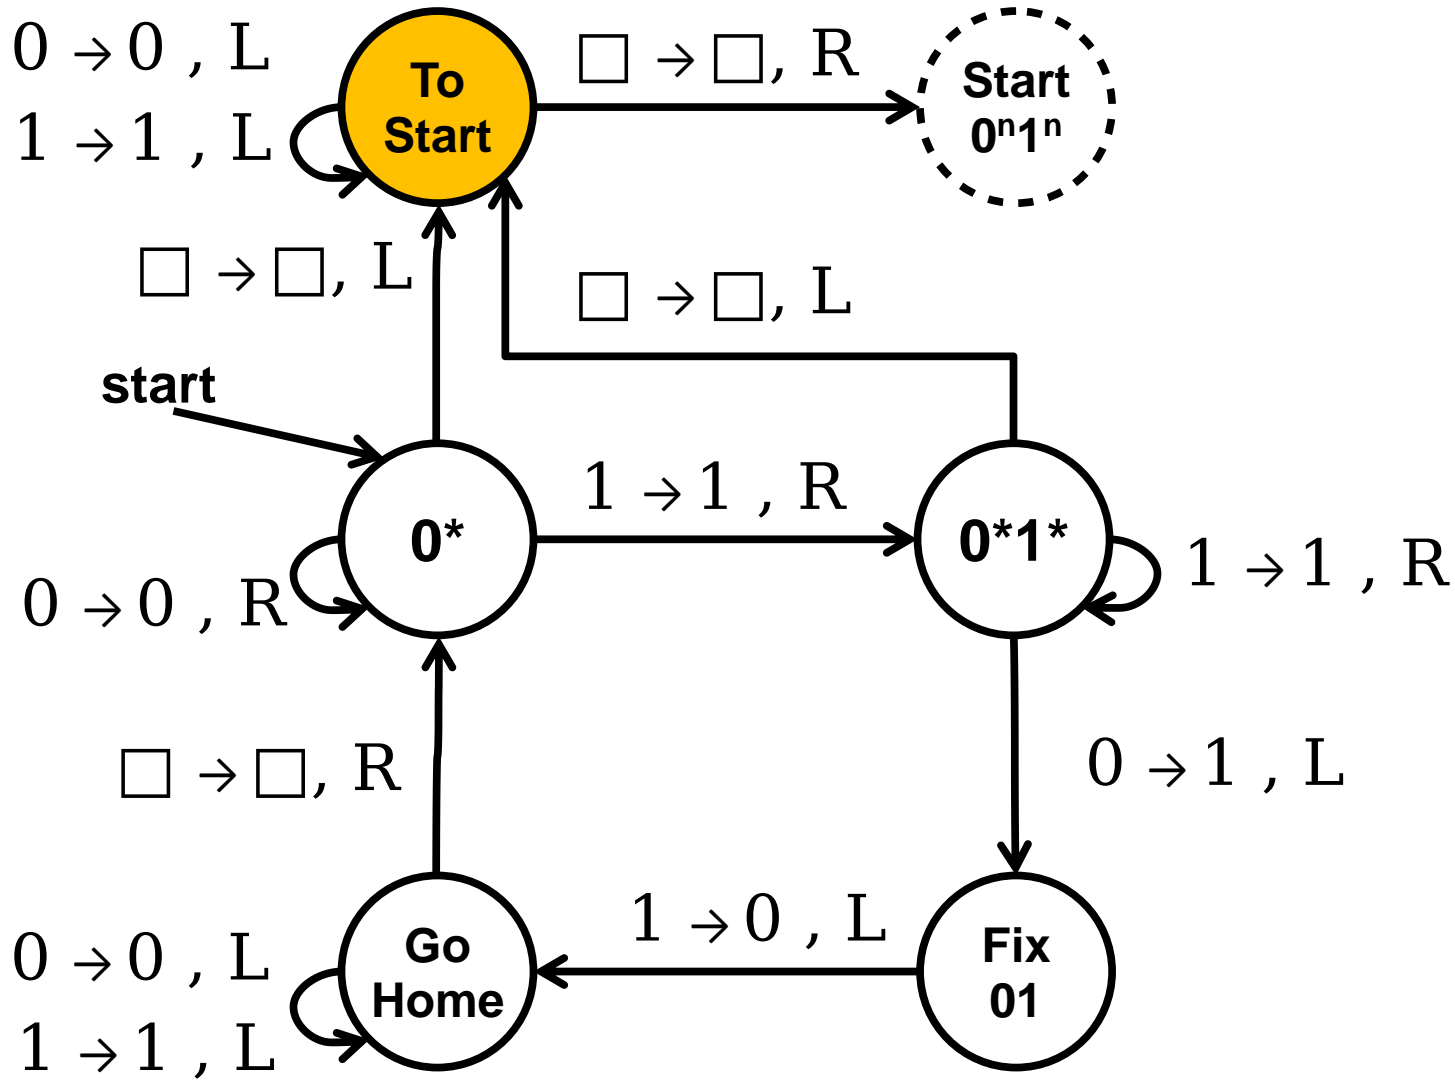 0 → 0 , L
1 → 1 , L
To
Start
□ → □, R
Start
0ⁿ1ⁿ
□ → □, L
□ → □, L
start
0*
1 → 1 , R
0*1*
1 → 1 , R
0 → 0 , R
□ → □, R
0 → 1 , L
Go
Home
1 → 0 , L
Fix
01
0 → 0 , L
1 → 1 , L